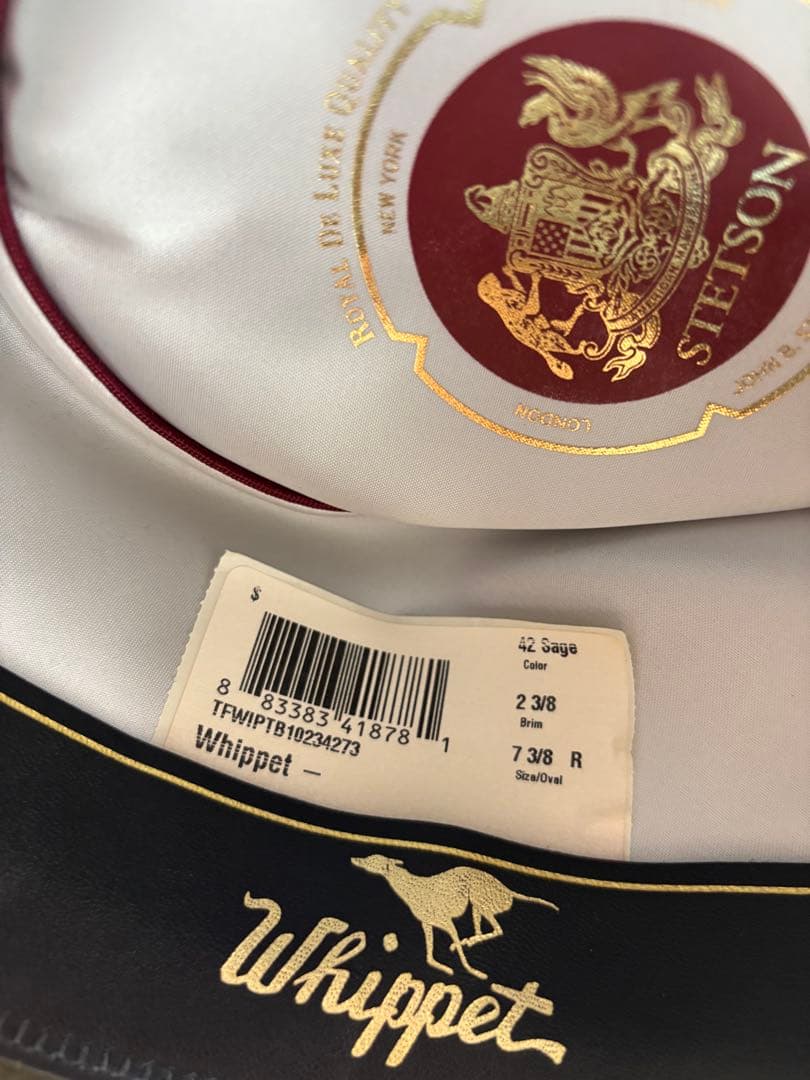 ROYAL DE LUXE QUALITY
NEW YORK
STETSON
LONDON
$
8 83383 41878 1
TFWIPTB10234273
Whippet –
42 Sage
Color
2 3/8
Brim
7 3/8 R
Size/Oval
Whippet